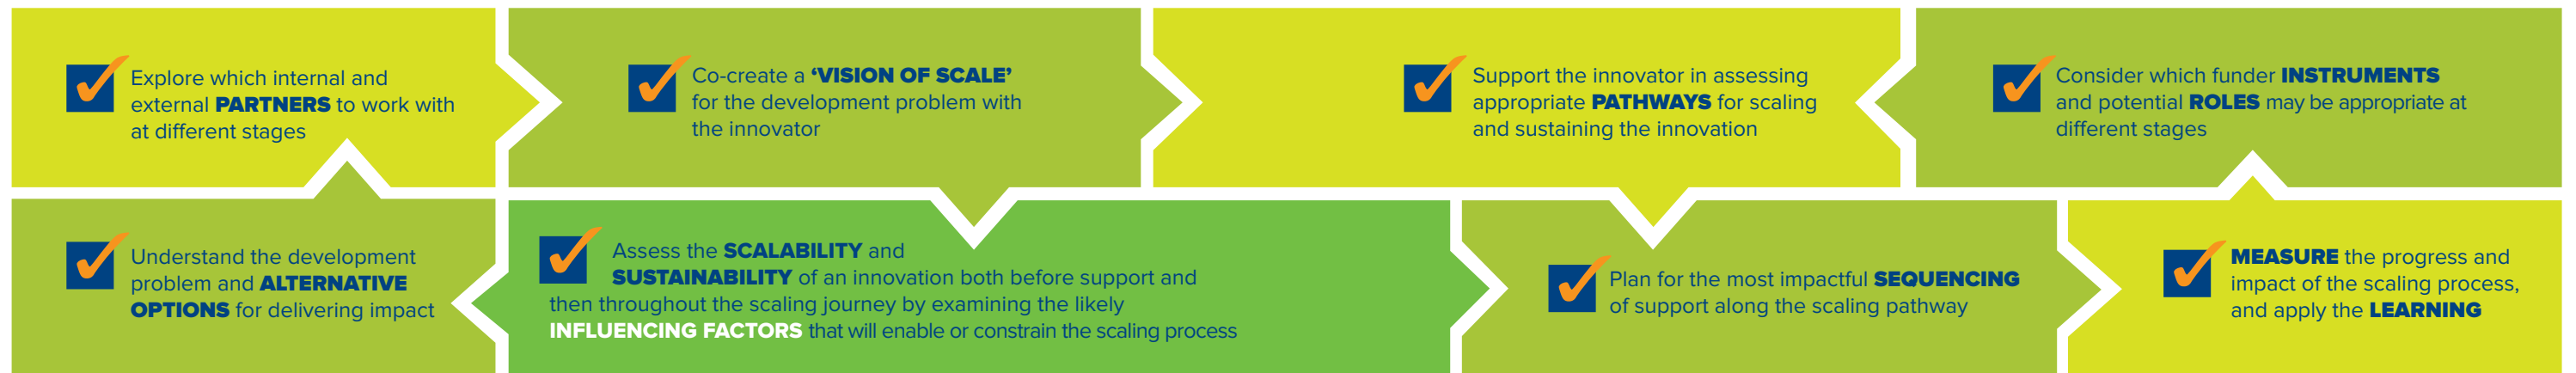 Explore which internal and
external PARTNERS to work with
at different stages
Co-create a ‘VISION OF SCALE’
for the development problem with
the innovator
Support the innovator in assessing
appropriate PATHWAYS for scaling
and sustaining the innovation
Consider which funder INSTRUMENTS
and potential ROLES may be appropriate at
different stages
Understand the development
problem and ALTERNATIVE
OPTIONS for delivering impact
Assess the SCALABILITY and
SUSTAINABILITY of an innovation both before support and
then throughout the scaling journey by examining the likely
INFLUENCING FACTORS that will enable or constrain the scaling process
Plan for the most impactful SEQUENCING
of support along the scaling pathway
MEASURE the progress and
impact of the scaling process,
and apply the LEARNING